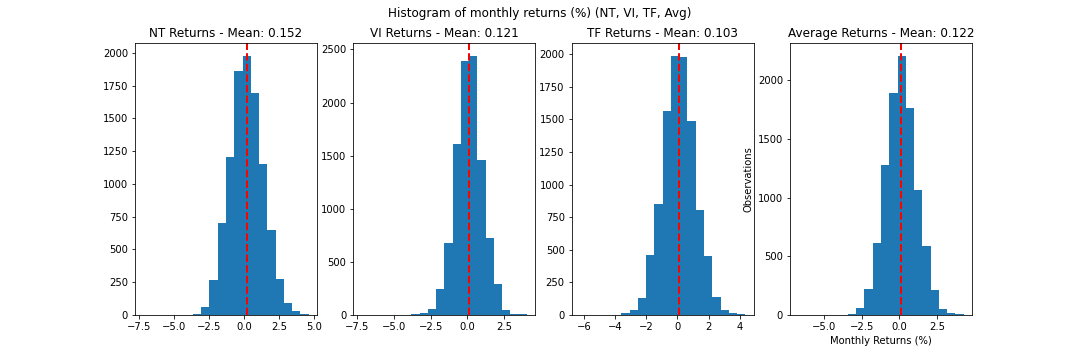 Histogram of monthly returns (%) (NT, VI, TF, Avg)
NT Returns - Mean: 0.152
2000
1750
1500
1250
1000
750
500
250
0
−7.5 −5.0 −2.5 0.0 2.5 5.0
VI Returns - Mean: 0.121
2500
2000
1500
1000
500
0
−7.5 −5.0 −2.5 0.0 2.5
TF Returns - Mean: 0.103
2000
1750
1500
1250
1000
750
500
250
0
−6 −4 −2 0 2 4
Average Returns - Mean: 0.122
Observations
2000
1500
1000
500
0
−5.0 −2.5 0.0 2.5
Monthly Returns (%)